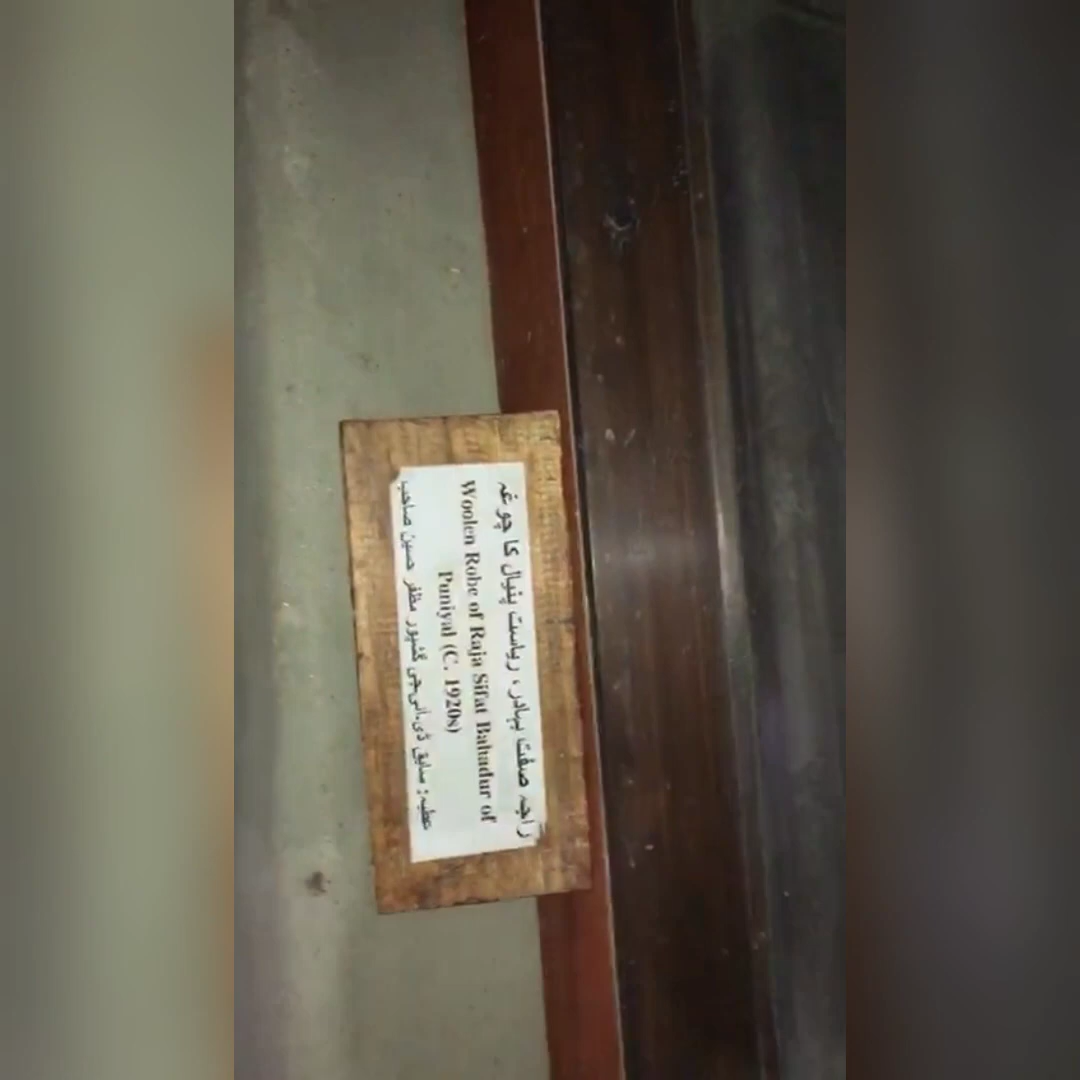 راجہ صفت بہادر، ریاست پنیال کا چوغہ
Woolen Robe of Raja Sifat Bahadur of
Puniyal (C. 1920s)
عطیہ: سابق ڈی۔آئی۔جی گشپور مظفر حسین صاحب